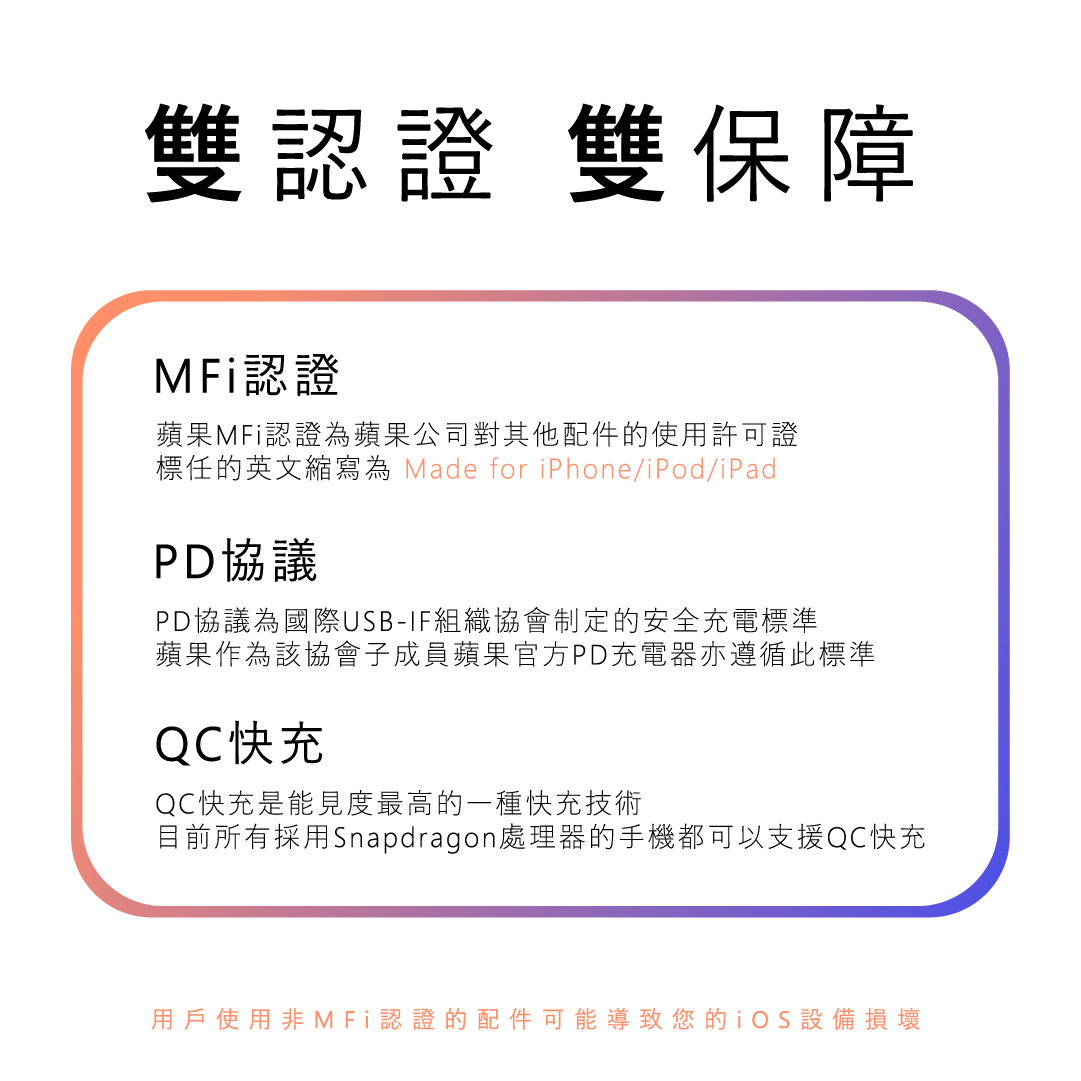 雙認證 雙保障
MFi認證
蘋果MFi認證為蘋果公司對其他配件的使用許可證
標任的英文縮寫為 Made for iPhone/iPod/iPad
PD協議
PD協議為國際USB-IF組織協會制定的安全充電標準
蘋果作為該協會子成員蘋果官方PD充電器亦遵循此標準
QC快充
QC快充是能見度最高的一種快充技術
目前所有採用Snapdragon處理器的手機都可以支援QC快充
用戶使用非MFi認證的配件可能導致您的iOS設備損壞